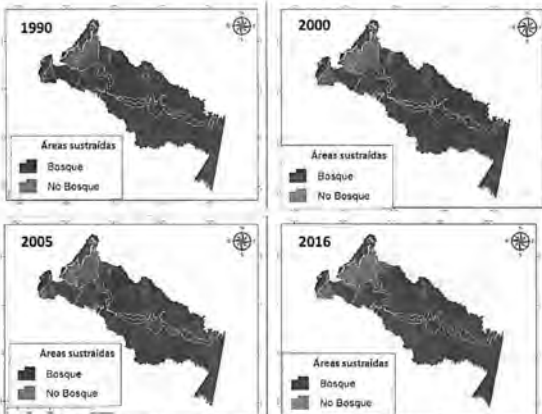 1990
Áreas sustraídas
Bosque
No Bosque
2000
Áreas sustraídas
Bosque
No Bosque
2005
Áreas sustraídas
Bosque
No Bosque
2016
Áreas sustraídas
Bosque
No Bosque